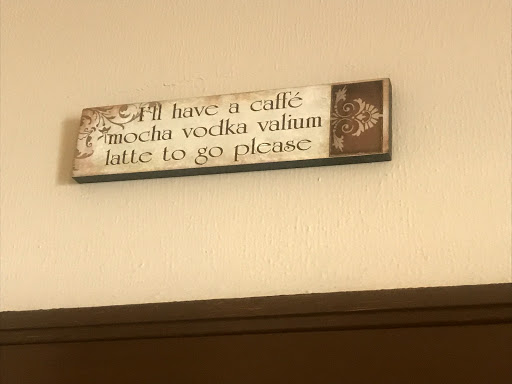 I'll have a caffé
mocha vodka valium
latte to go please